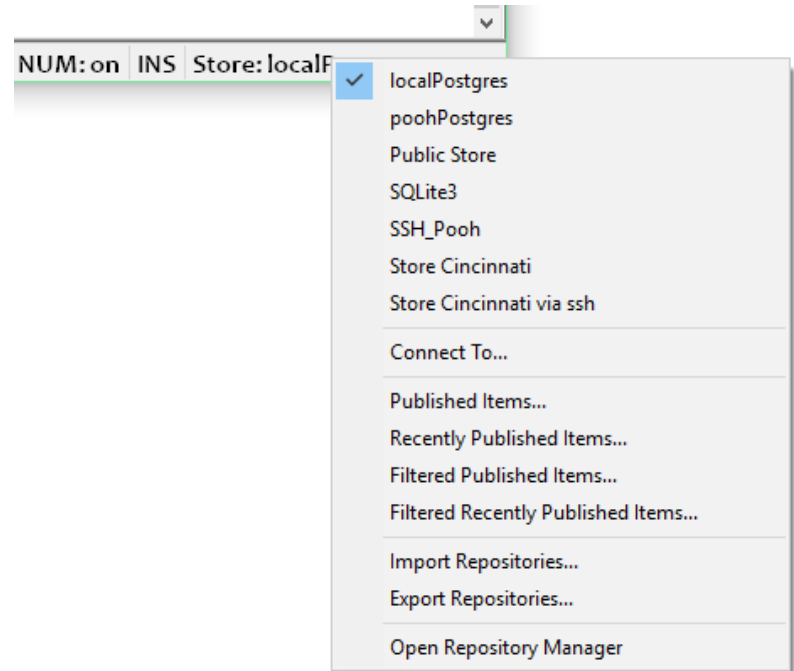 NUM: on INS Store: localP
localPostgres
poohPostgres
Public Store
SQLite3
SSH_Pooh
Store Cincinnati
Store Cincinnati via ssh
Connect To...
Published Items...
Recently Published Items...
Filtered Published Items...
Filtered Recently Published Items...
Import Repositories...
Export Repositories...
Open Repository Manager